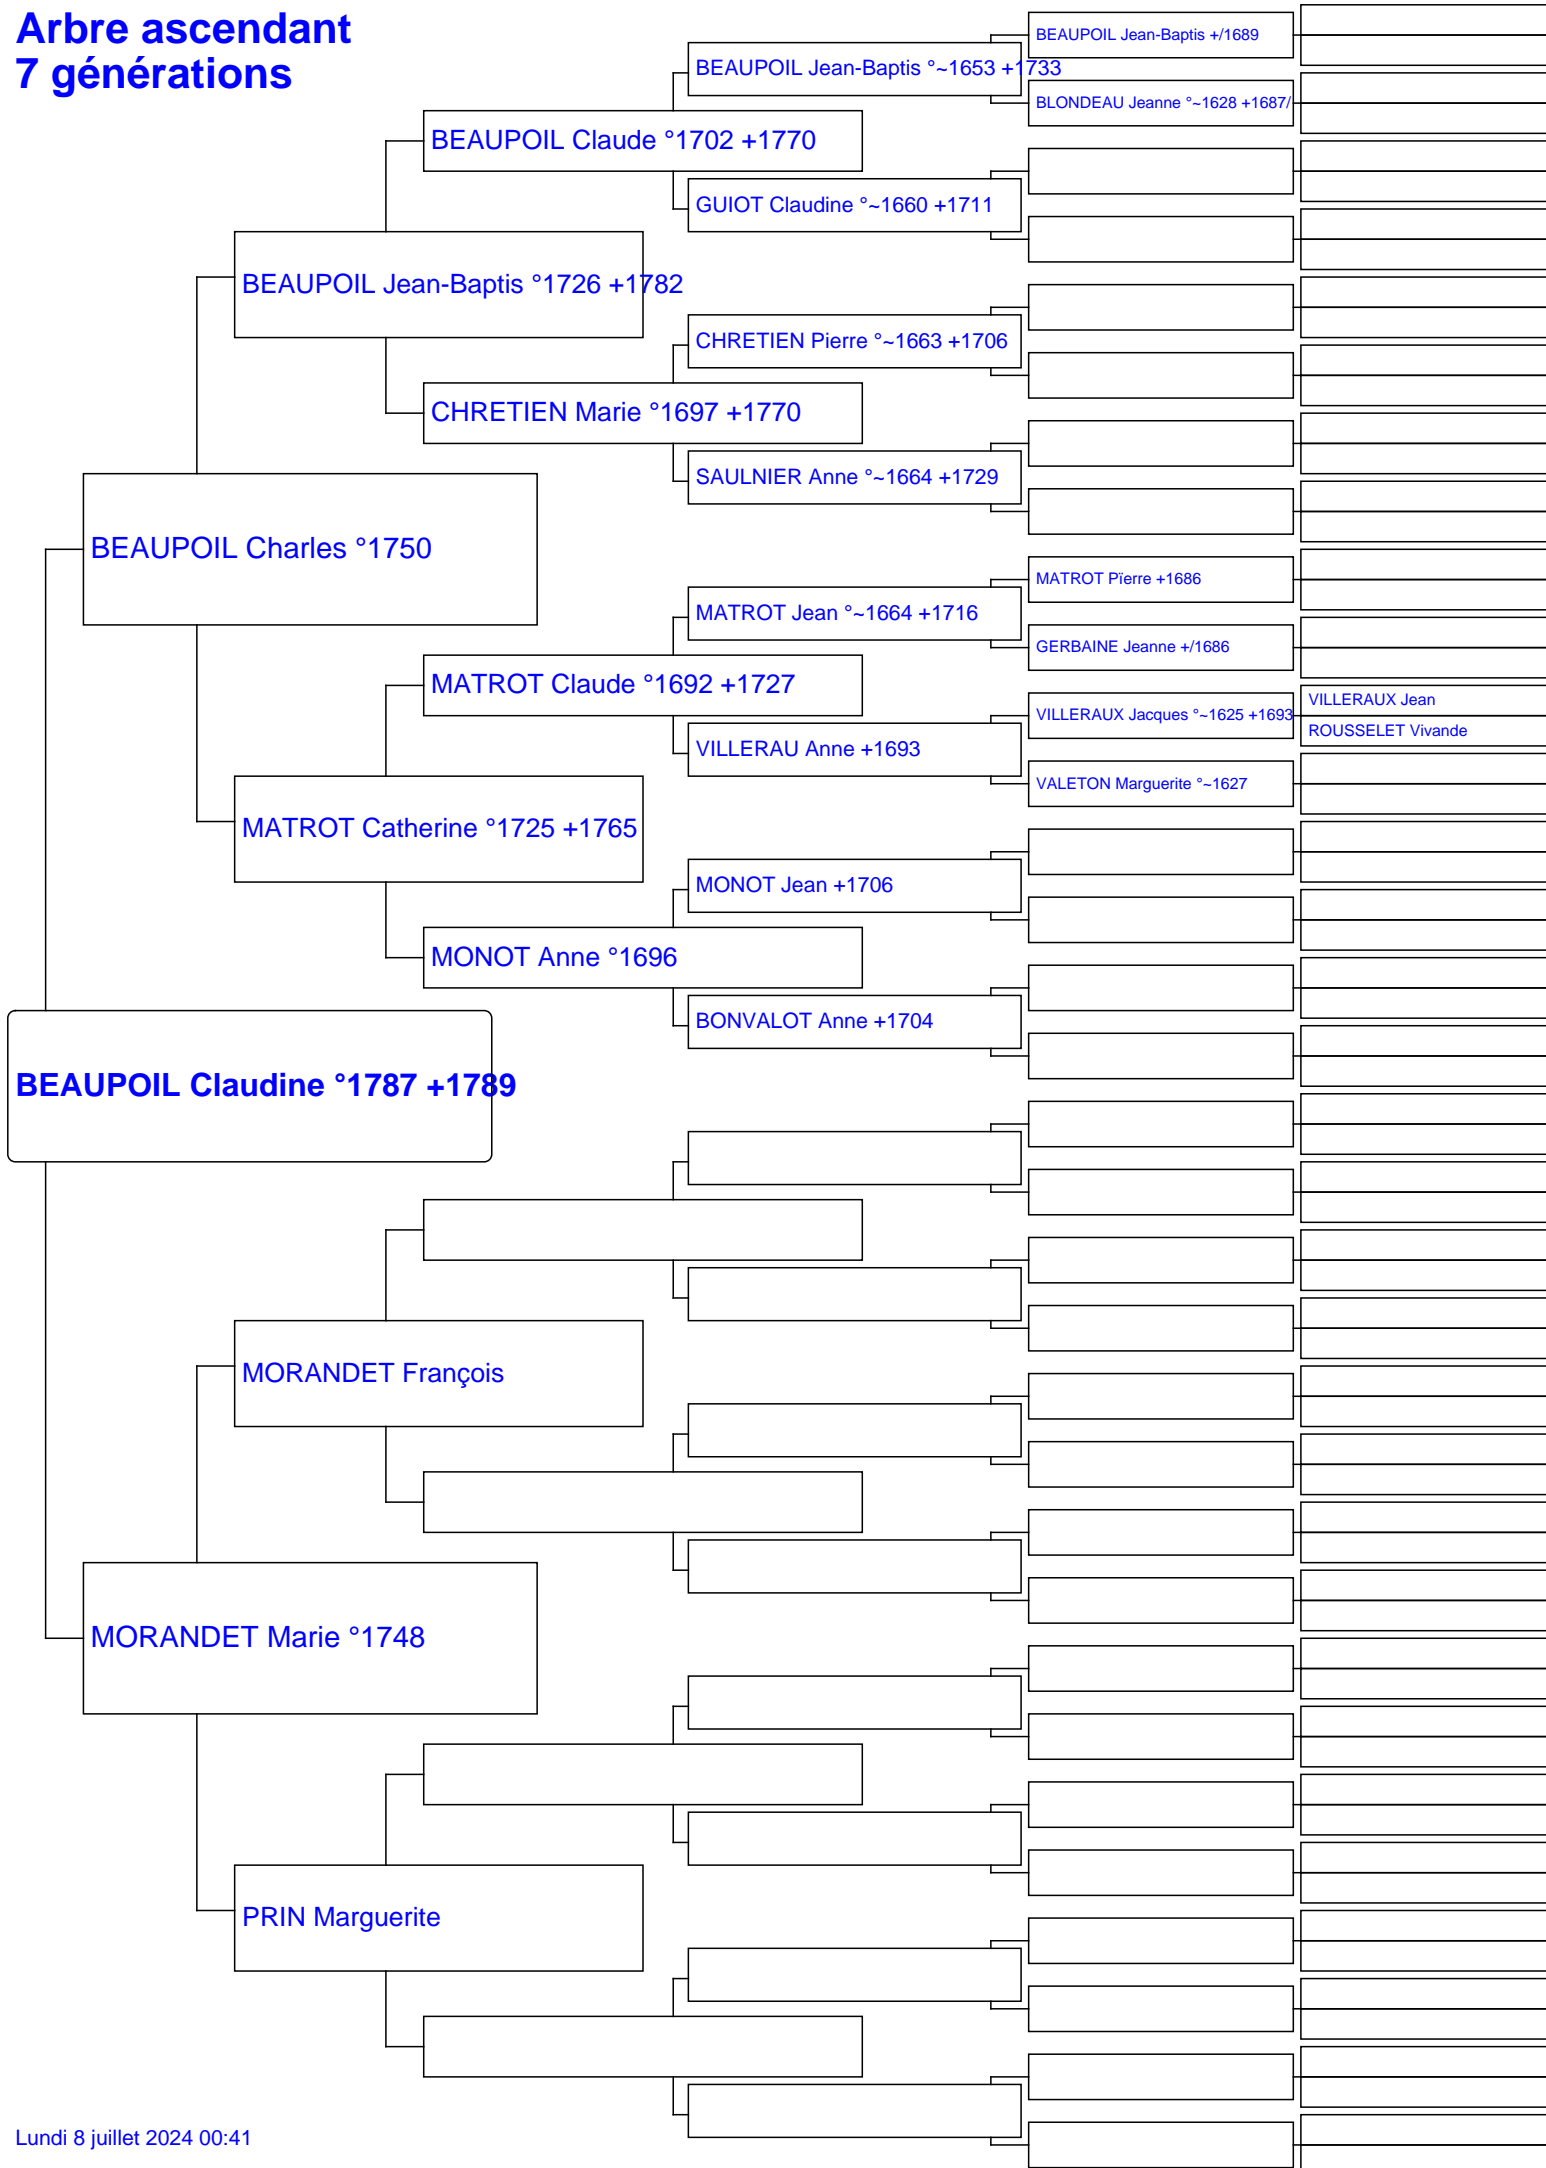 Arbre ascendant
7 générations
BEAUPOIL Jean-Baptis +/1689
BEAUPOIL Jean-Baptis °~1653 +1733
BLONDEAU Jeanne °~1628 +1687/
BEAUPOIL Claude °1702 +1770
GUIOT Claudine °~1660 +1711
BEAUPOIL Jean-Baptis °1726 +1782
CHRETIEN Pierre °~1663 +1706
CHRETIEN Marie °1697 +1770
SAULNIER Anne °~1664 +1729
BEAUPOIL Charles °1750
MATROT Pïerre +1686
MATROT Jean °~1664 +1716
GERBAINE Jeanne +/1686
MATROT Claude °1692 +1727
VILLERAUX Jean
VILLERAUX Jacques °~1625 +1693
ROUSSELET Vivande
VILLERAU Anne +1693
VALETON Marguerite °~1627
MATROT Catherine °1725 +1765
MONOT Jean +1706
MONOT Anne °1696
BONVALOT Anne +1704
BEAUPOIL Claudine °1787 +1789
MORANDET François
MORANDET Marie °1748
PRIN Marguerite
Lundi 8 juillet 2024 00:41